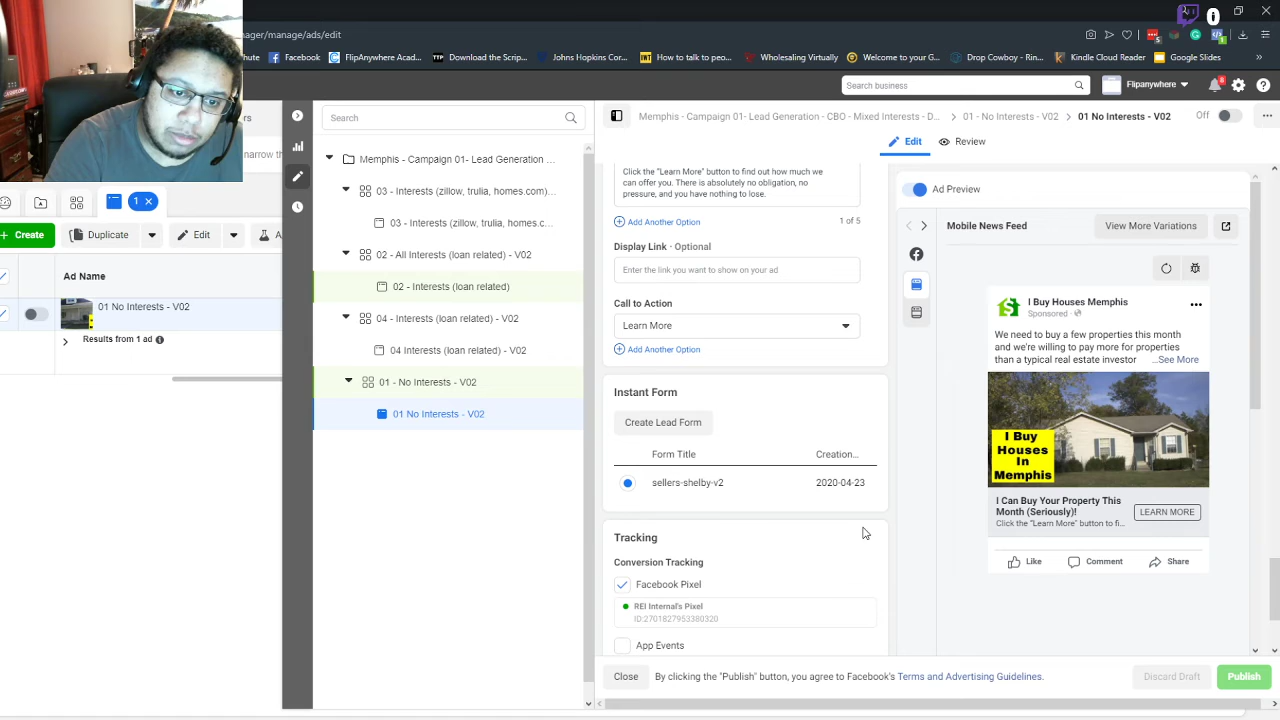 ager/manage/ads/edit
hute
Facebook
FlipAnywhere Acad...
Download the Scrip...
Johns Hopkins Cor...
How to talk to peo...
Wholesaling Virtually
Welcome to your G...
Drop Cowboy - Rin...
Kindle Cloud Reader
Google Slides
Search business
Flipanywhere
8
Search
Memphis - Campaign 01- Lead Generation - CBO - Mixed Interests - D...
01 - No Interests - V02
01 No Interests - V02
Off
Edit
Review
narrow th
1
Create
Duplicate
Edit
A
Ad Name
01 No Interests - V02
Results from 1 ad
Memphis - Campaign 01- Lead Generation ...
03 - Interests (zillow, trulia, homes.com)...
03 - Interests (zillow, trulia, homes.c...
02 - All Interests (loan related) - V02
02 - Interests (loan related)
04 - Interests (loan related) - V02
04 Interests (loan related) - V02
01 - No Interests - V02
01 No Interests - V02
Click the "Learn More" button to find out how much we
can offer you. There is absolutely no obligation, no
pressure, and you have nothing to lose.
Add Another Option
1 of 5
Display Link · Optional
Enter the link you want to show on your ad
Call to Action
Learn More
Add Another Option
Instant Form
Create Lead Form
Form Title
Creation...
sellers-shelby-v2
2020-04-23
Tracking
Conversion Tracking
Facebook Pixel
REI Internal's Pixel
ID:2701827953380320
App Events
Ad Preview
Mobile News Feed
View More Variations
I Buy Houses Memphis
Sponsored ·
We need to buy a few properties this month
and we're willing to pay more for properties
than a typical real estate investor ...See More
I Buy
Houses
In
Memphis
I Can Buy Your Property This
Month (Seriously)!
Click the "Learn More" button to fi...
LEARN MORE
Like
Comment
Share
Close
By clicking the "Publish" button, you agree to Facebook's Terms and Advertising Guidelines.
Discard Draft
Publish